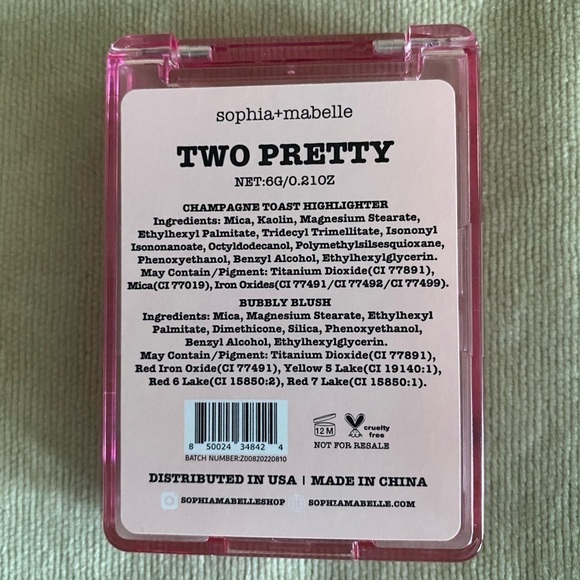 sophia+mabelle
TWO PRETTY
NET:6G/0.21OZ
CHAMPAGNE TOAST HIGHLIGHTER
Ingredients: Mica, Kaolin, Magnesium Stearate,
Ethylhexyl Palmitate, Tridecyl Trimellitate, Isononyl
Isononanoate, Octyldodecanol, Polymethylsilsesquioxane,
Phenoxyethanol, Benzyl Alcohol, Ethylhexylglycerin.
May Contain/Pigment: Titanium Dioxide(CI 77891),
Mica(CI 77019), Iron Oxides(CI 77491/CI 77492/CI 77499).
BUBBLY BLUSH
Ingredients: Mica, Magnesium Stearate, Ethylhexyl
Palmitate, Dimethicone, Silica, Phenoxyethanol,
Benzyl Alcohol, Ethylhexylglycerin.
May Contain/Pigment: Titanium Dioxide(CI 77891),
Red Iron Oxide(CI 77491), Yellow 5 Lake(CI 19140:1),
Red 6 Lake(CI 15850:2), Red 7 Lake(CI 15850:1).
8 50024 34842 4
BATCH NUMBER:Z00820220810
12M
cruelty
free
NOT FOR RESALE
DISTRIBUTED IN USA | MADE IN CHINA
SOPHIAMABELLESHOP SOPHIAMABELLE.COM